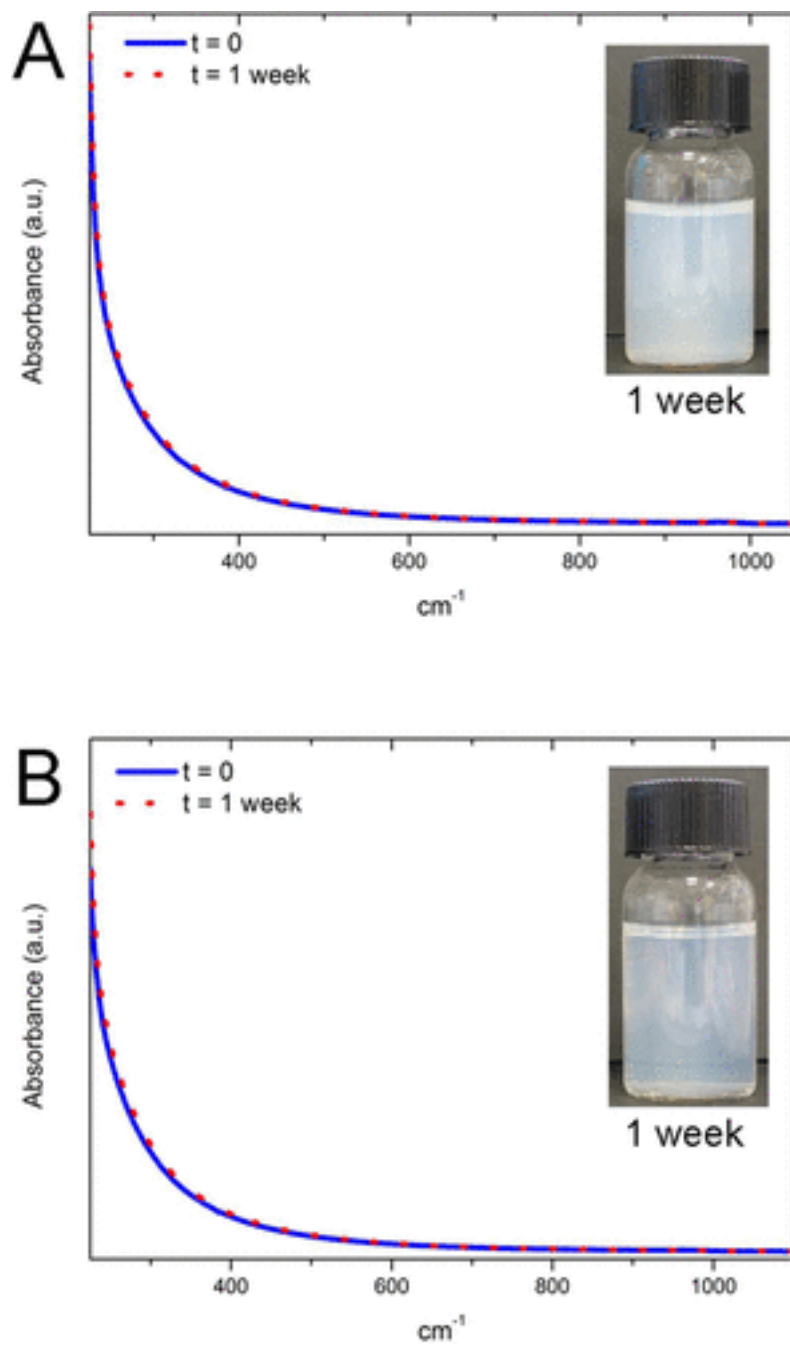 A
t = 0
t = 1 week
Absorbance (a.u.)
1 week
400
600
800
1000
cm⁻¹
B
t = 0
t = 1 week
Absorbance (a.u.)
1 week
400
600
800
1000
cm⁻¹